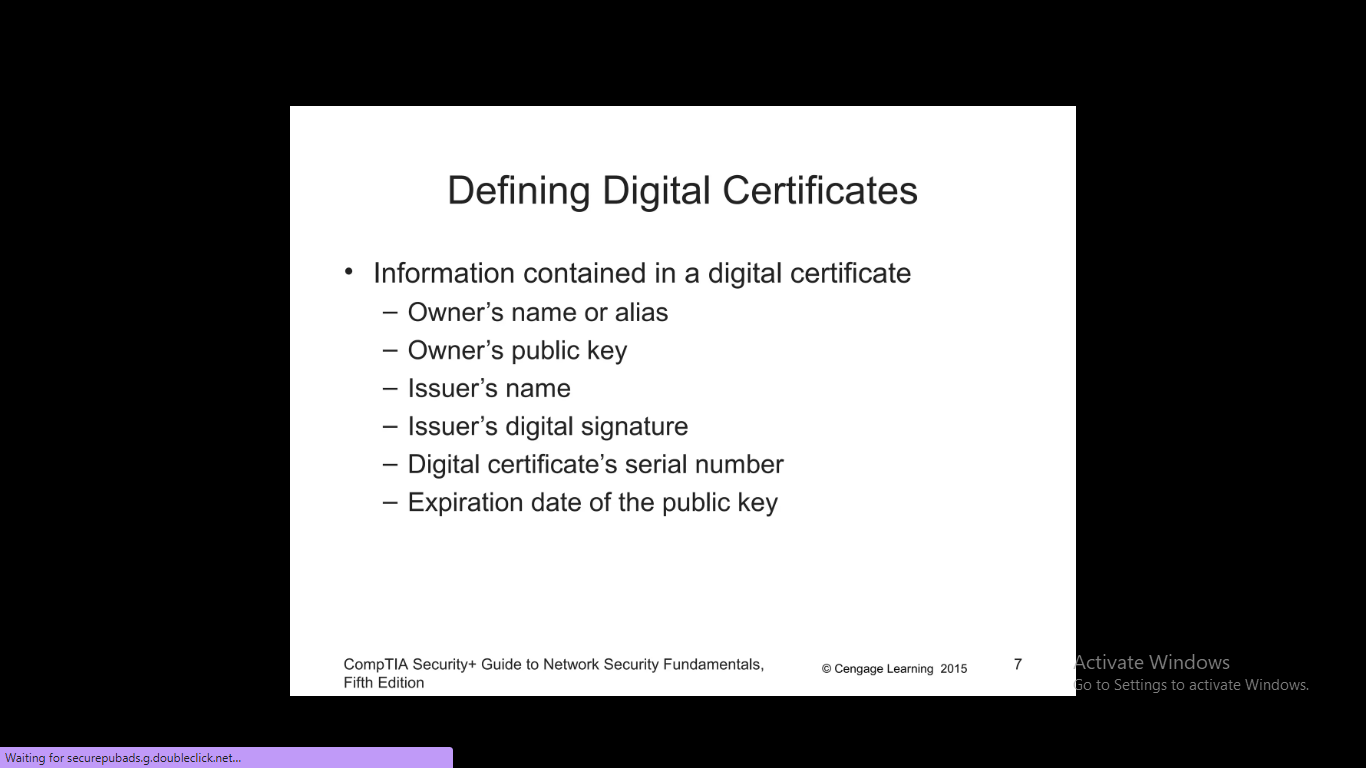 Defining Digital Certificates
• Information contained in a digital certificate
– Owner’s name or alias
– Owner’s public key
– Issuer’s name
– Issuer’s digital signature
– Digital certificate’s serial number
– Expiration date of the public key
CompTIA Security+ Guide to Network Security Fundamentals,
Fifth Edition
© Cengage Learning 2015
7
Activate Windows
Go to Settings to activate Windows.
Waiting for securepubads.g.doubleclick.net...